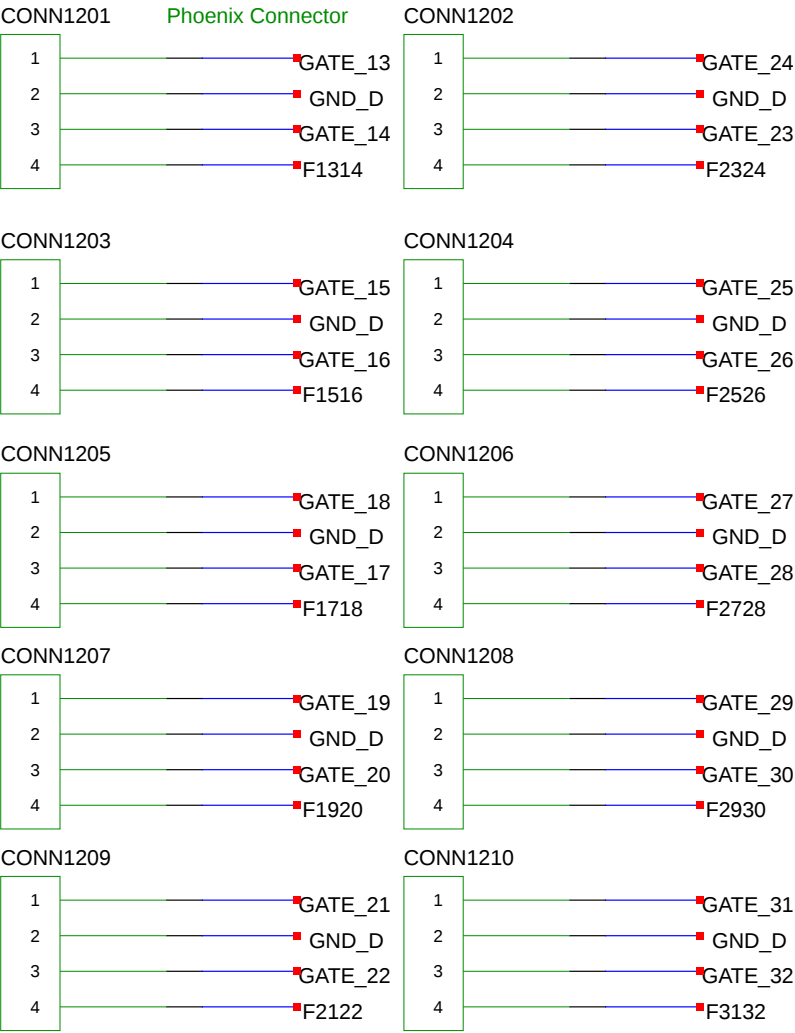 CONN1201 Phoenix Connector CONN1202
1 GATE_13 1 GATE_24
2 GND_D 2 GND_D
3 GATE_14 3 GATE_23
4 F1314 4 F2324
CONN1203 CONN1204
1 GATE_15 1 GATE_25
2 GND_D 2 GND_D
3 GATE_16 3 GATE_26
4 F1516 4 F2526
CONN1205 CONN1206
1 GATE_18 1 GATE_27
2 GND_D 2 GND_D
3 GATE_17 3 GATE_28
4 F1718 4 F2728
CONN1207 CONN1208
1 GATE_19 1 GATE_29
2 GND_D 2 GND_D
3 GATE_20 3 GATE_30
4 F1920 4 F2930
CONN1209 CONN1210
1 GATE_21 1 GATE_31
2 GND_D 2 GND_D
3 GATE_22 3 GATE_32
4 F2122 4 F3132